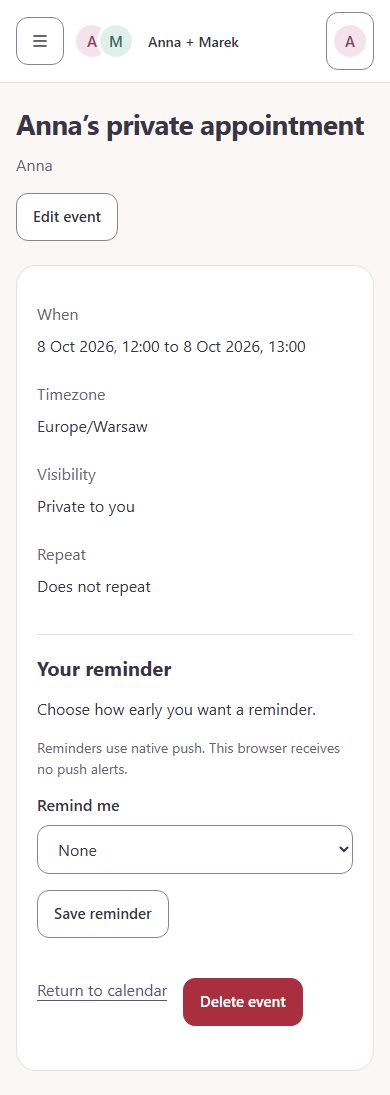 A M Anna + Marek A
Anna’s private appointment
Anna
Edit event
When
8 Oct 2026, 12:00 to 8 Oct 2026, 13:00
Timezone
Europe/Warsaw
Visibility
Private to you
Repeat
Does not repeat
Your reminder
Choose how early you want a reminder.
Reminders use native push. This browser receives
no push alerts.
Remind me
None
Save reminder
Return to calendar
Delete event